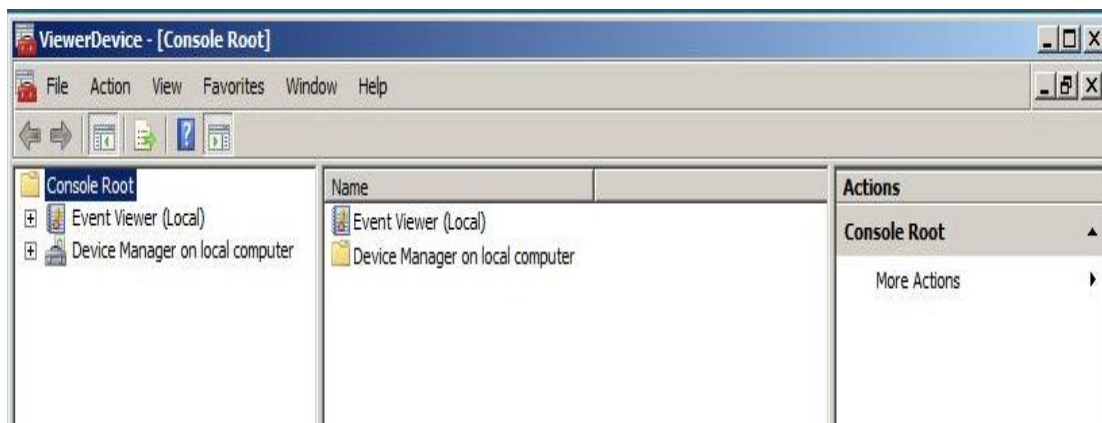 ViewerDevice - [Console Root]
File Action View Favorites Window Help
Console Root
Event Viewer (Local)
Device Manager on local computer
Name
Event Viewer (Local)
Device Manager on local computer
Actions
Console Root
More Actions